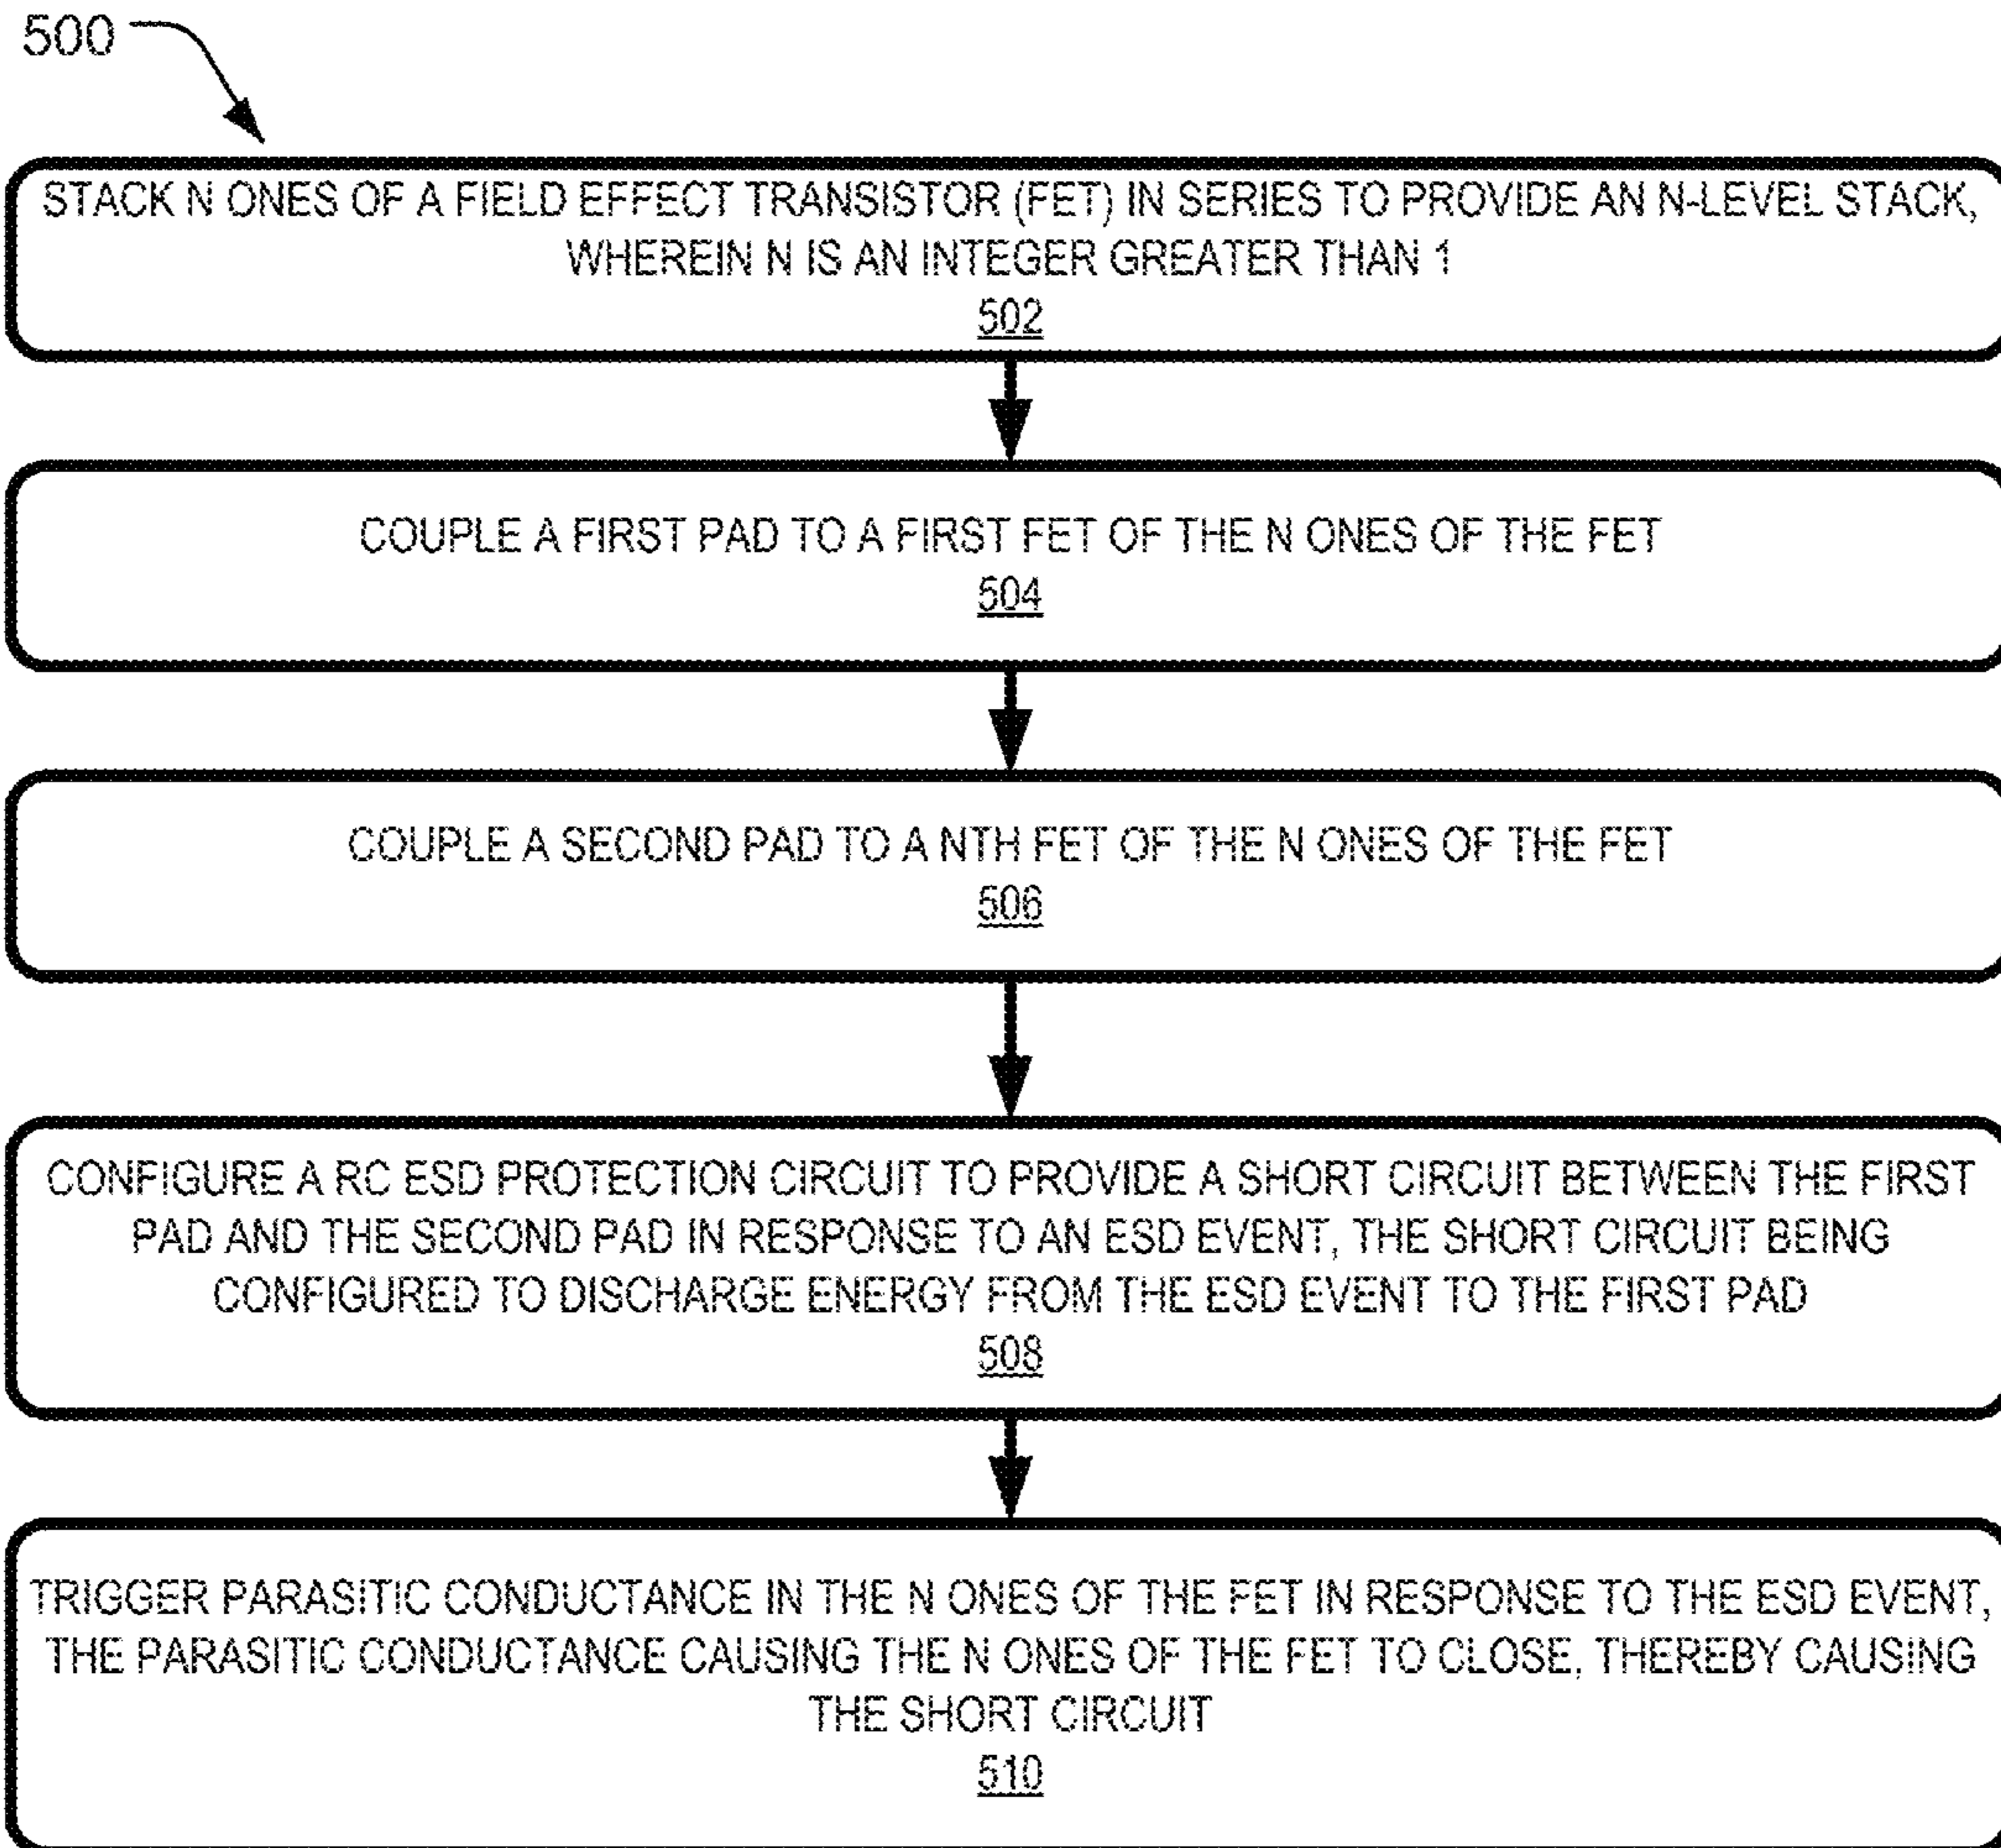 500
STACK N ONES OF A FIELD EFFECT TRANSISTOR (FET) IN SERIES TO PROVIDE AN N-LEVEL STACK,
WHEREIN N IS AN INTEGER GREATER THAN 1
502
COUPLE A FIRST PAD TO A FIRST FET OF THE N ONES OF THE FET
504
COUPLE A SECOND PAD TO A NTH FET OF THE N ONES OF THE FET
506
CONFIGURE A RC ESD PROTECTION CIRCUIT TO PROVIDE A SHORT CIRCUIT BETWEEN THE FIRST
PAD AND THE SECOND PAD IN RESPONSE TO AN ESD EVENT, THE SHORT CIRCUIT BEING
CONFIGURED TO DISCHARGE ENERGY FROM THE ESD EVENT TO THE FIRST PAD
508
TRIGGER PARASITIC CONDUCTANCE IN THE N ONES OF THE FET IN RESPONSE TO THE ESD EVENT,
THE PARASITIC CONDUCTANCE CAUSING THE N ONES OF THE FET TO CLOSE, THEREBY CAUSING
THE SHORT CIRCUIT
510